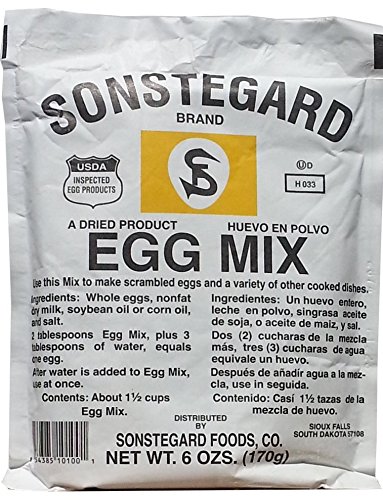 SONSTEGARD
BRAND
USDA
INSPECTED
EGG PRODUCTS
S
U D
H 033
A DRIED PRODUCT
HUEVO EN POLVO
EGG MIX
Use this Mix to make scrambled eggs and a variety of other cooked dishes.
Ingredients: Whole eggs, nonfat
dry milk, soybean oil or corn oil,
and salt.
2 tablespoons Egg Mix, plus 3
tablespoons of water, equals
one egg.
After water is added to Egg Mix,
use at once.
Contents: About 1½ cups
Egg Mix.
Ingredientes: Un huevo entero,
leche en polvo, singrasa aceite
de soja, o aceite de maiz, y sal.
Dos (2) cucharas de la mezcla
más, tres (3) cucharas de agua
equivale un huevo.
Después de añadir agua a la mez-
cla, use in seguida.
Contenido: Casí 1½ tazas de la
mezcla de huevo.
DISTRIBUTED
BY
SONSTEGARD FOODS, CO.
SIOUX FALLS
SOUTH DAKOTA 57108
NET WT. 6 OZS. (170g)
54385 10100 1